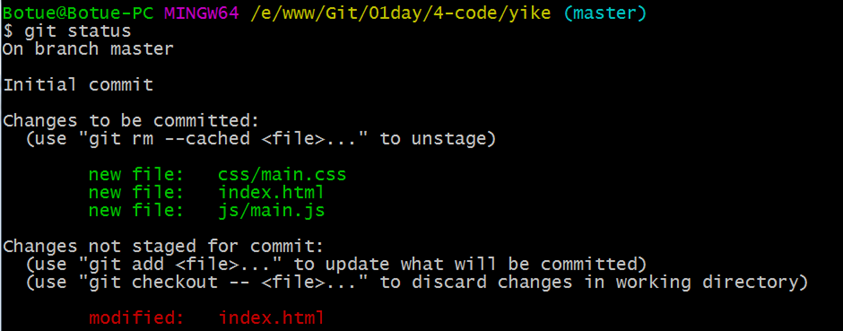 Botue@Botue-PC MINGW64 /e/www/Git/01day/4-code/yike (master)
$ git status
On branch master
Initial commit
Changes to be committed:
(use "git rm --cached <file>..." to unstage)
new file: css/main.css
new file: index.html
new file: js/main.js
Changes not staged for commit:
(use "git add <file>..." to update what will be committed)
(use "git checkout -- <file>..." to discard changes in working directory)
modified: index.html